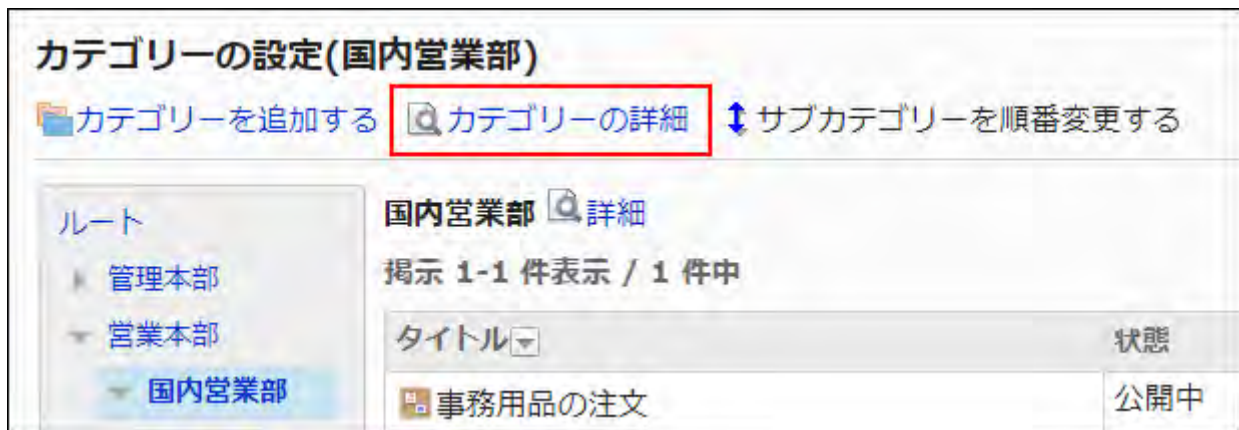 カテゴリーの設定(国内営業部)
カテゴリーを追加する カテゴリーの詳細 サブカテゴリーを順番変更する
ルート
管理本部
営業本部
国内営業部
国内営業部 詳細
掲示 1-1 件表示 / 1 件中
タイトル 状態
事務用品の注文 公開中